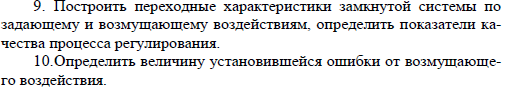 9. Построить переходные характеристики замкнутой системы по
задающему и возмущающему воздействиям, определить показатели ка-
чества процесса регулирования.
10.Определить величину установившейся ошибки от возмущающе-
го воздействия.